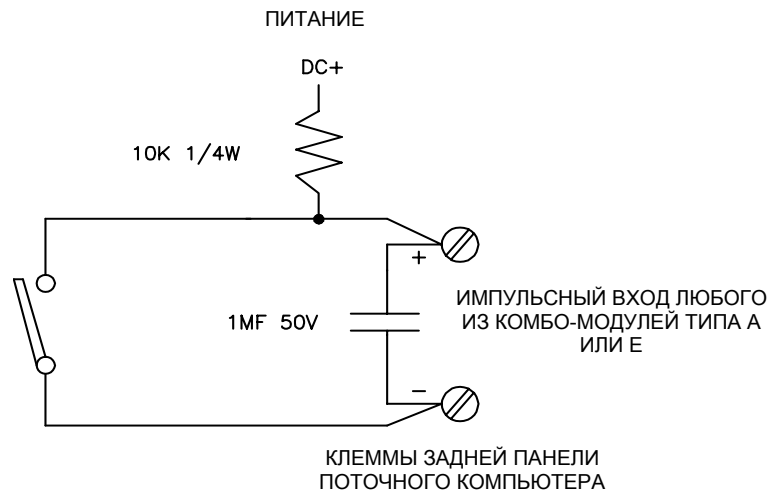 ПИТАНИЕ
DC+
10K 1/4W
+
1MF 50V
ИМПУЛЬСНЫЙ ВХОД ЛЮБОГО
ИЗ КОМБО-МОДУЛЕЙ ТИПА А
ИЛИ Е
−
КЛЕММЫ ЗАДНЕЙ ПАНЕЛИ
ПОТОЧНОГО КОМПЬЮТЕРА